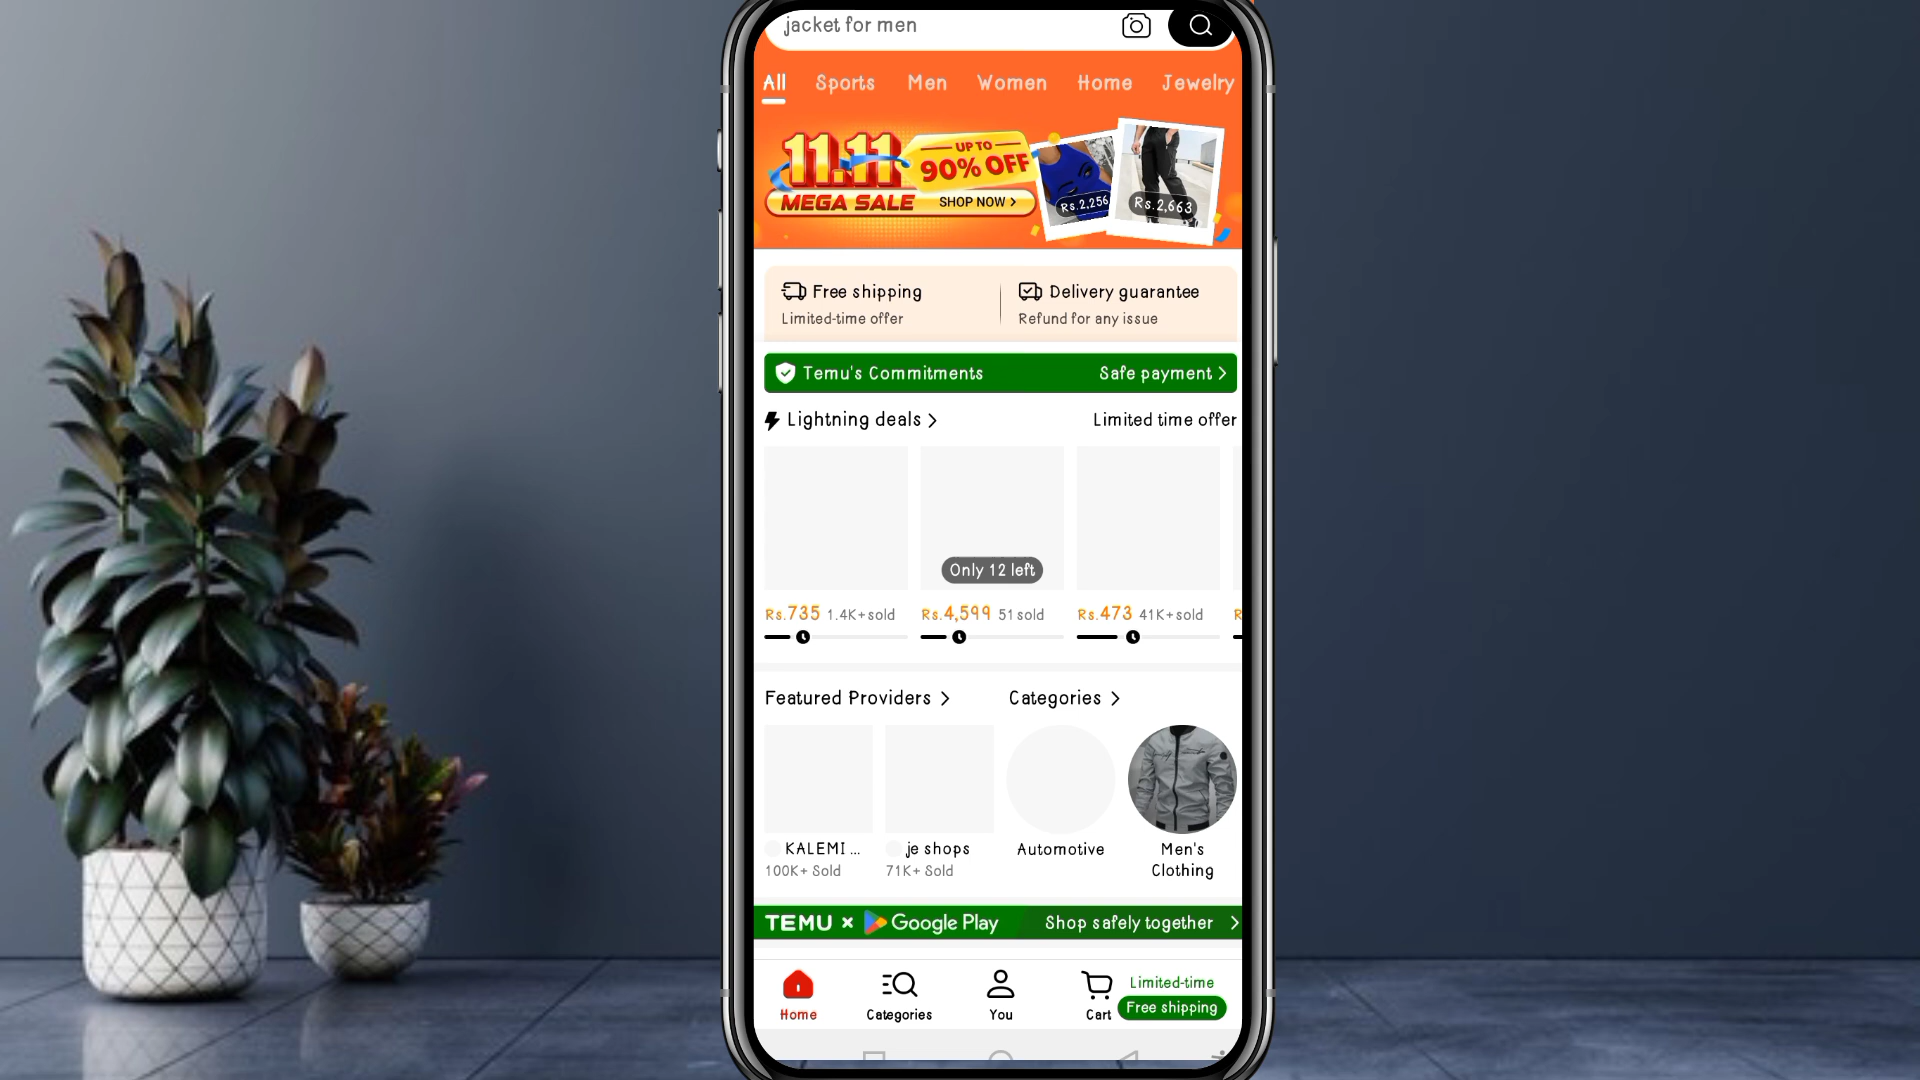 jacket for men
All Sports Men Women Home Jewelry
11.11
UP TO
90% OFF
MEGA SALE
SHOP NOW >
Rs.2,256
Rs.2,663
Free shipping
Limited-time offer
Delivery guarantee
Refund for any issue
Temu's Commitments
Safe payment >
Lightning deals >
Limited time offer
Only 12 left
Rs.735 1.4K+sold
Rs.4,599 51 sold
Rs.473 41K+sold
Featured Providers >
Categories >
KALEMI ...
100K+ Sold
je shops
71K+ Sold
Automotive
Men's
Clothing
TEMU × Google Play
Shop safely together >
Home
Categories
You
Cart
Limited-time
Free shipping